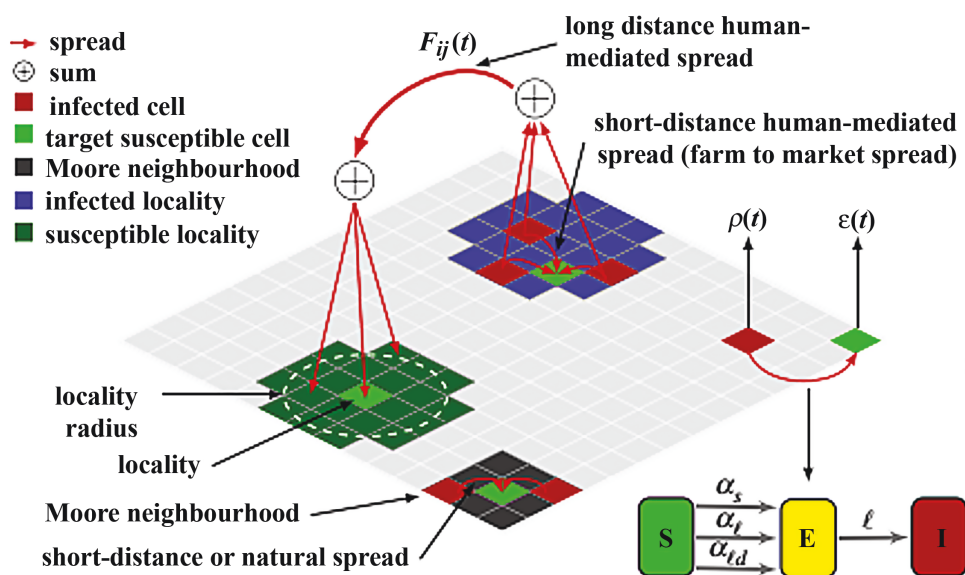 spread
sum
infected cell
target susceptible cell
Moore neighbourhood
infected locality
susceptible locality
F_ij(t)
long distance human-
mediated spread
short-distance human-mediated
spread (farm to market spread)
ρ(t)
ε(t)
locality
radius
locality
Moore neighbourhood
short-distance or natural spread
S
α_s
α_ℓ
α_ℓd
E
ℓ
I